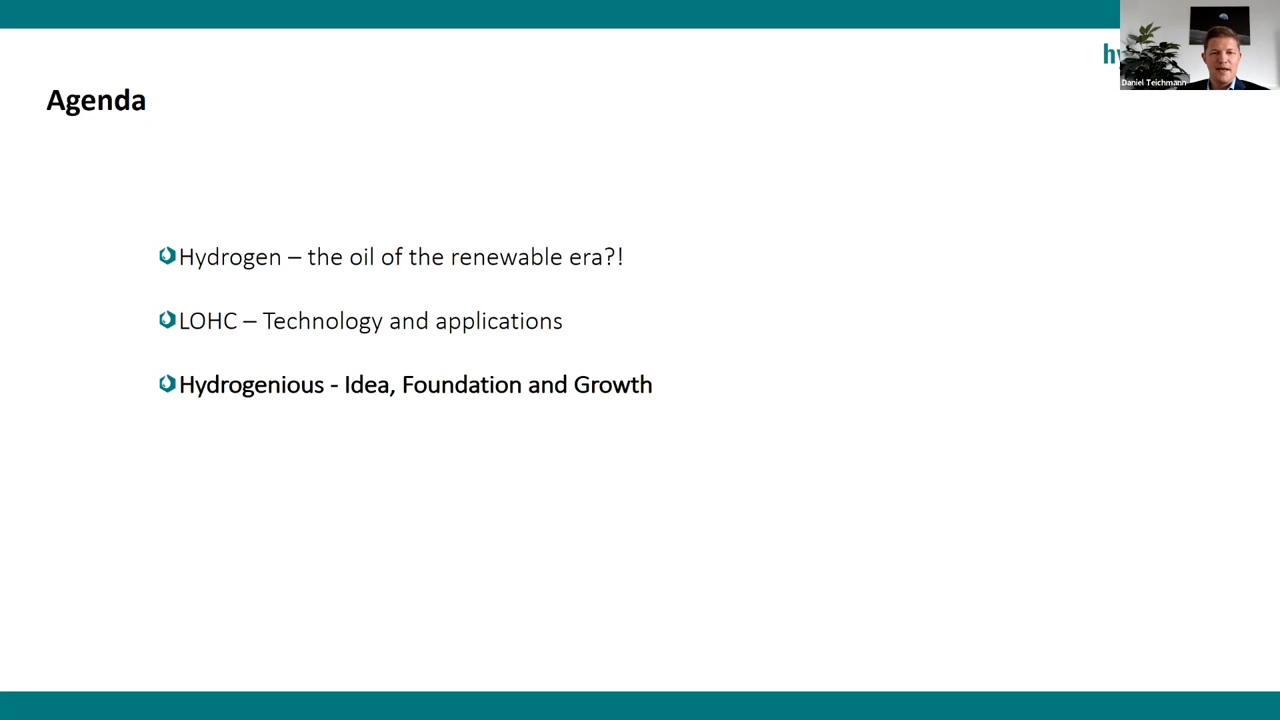 hy
Daniel Teichmann
Agenda
Hydrogen – the oil of the renewable era?!
LOHC – Technology and applications
Hydrogenious - Idea, Foundation and Growth